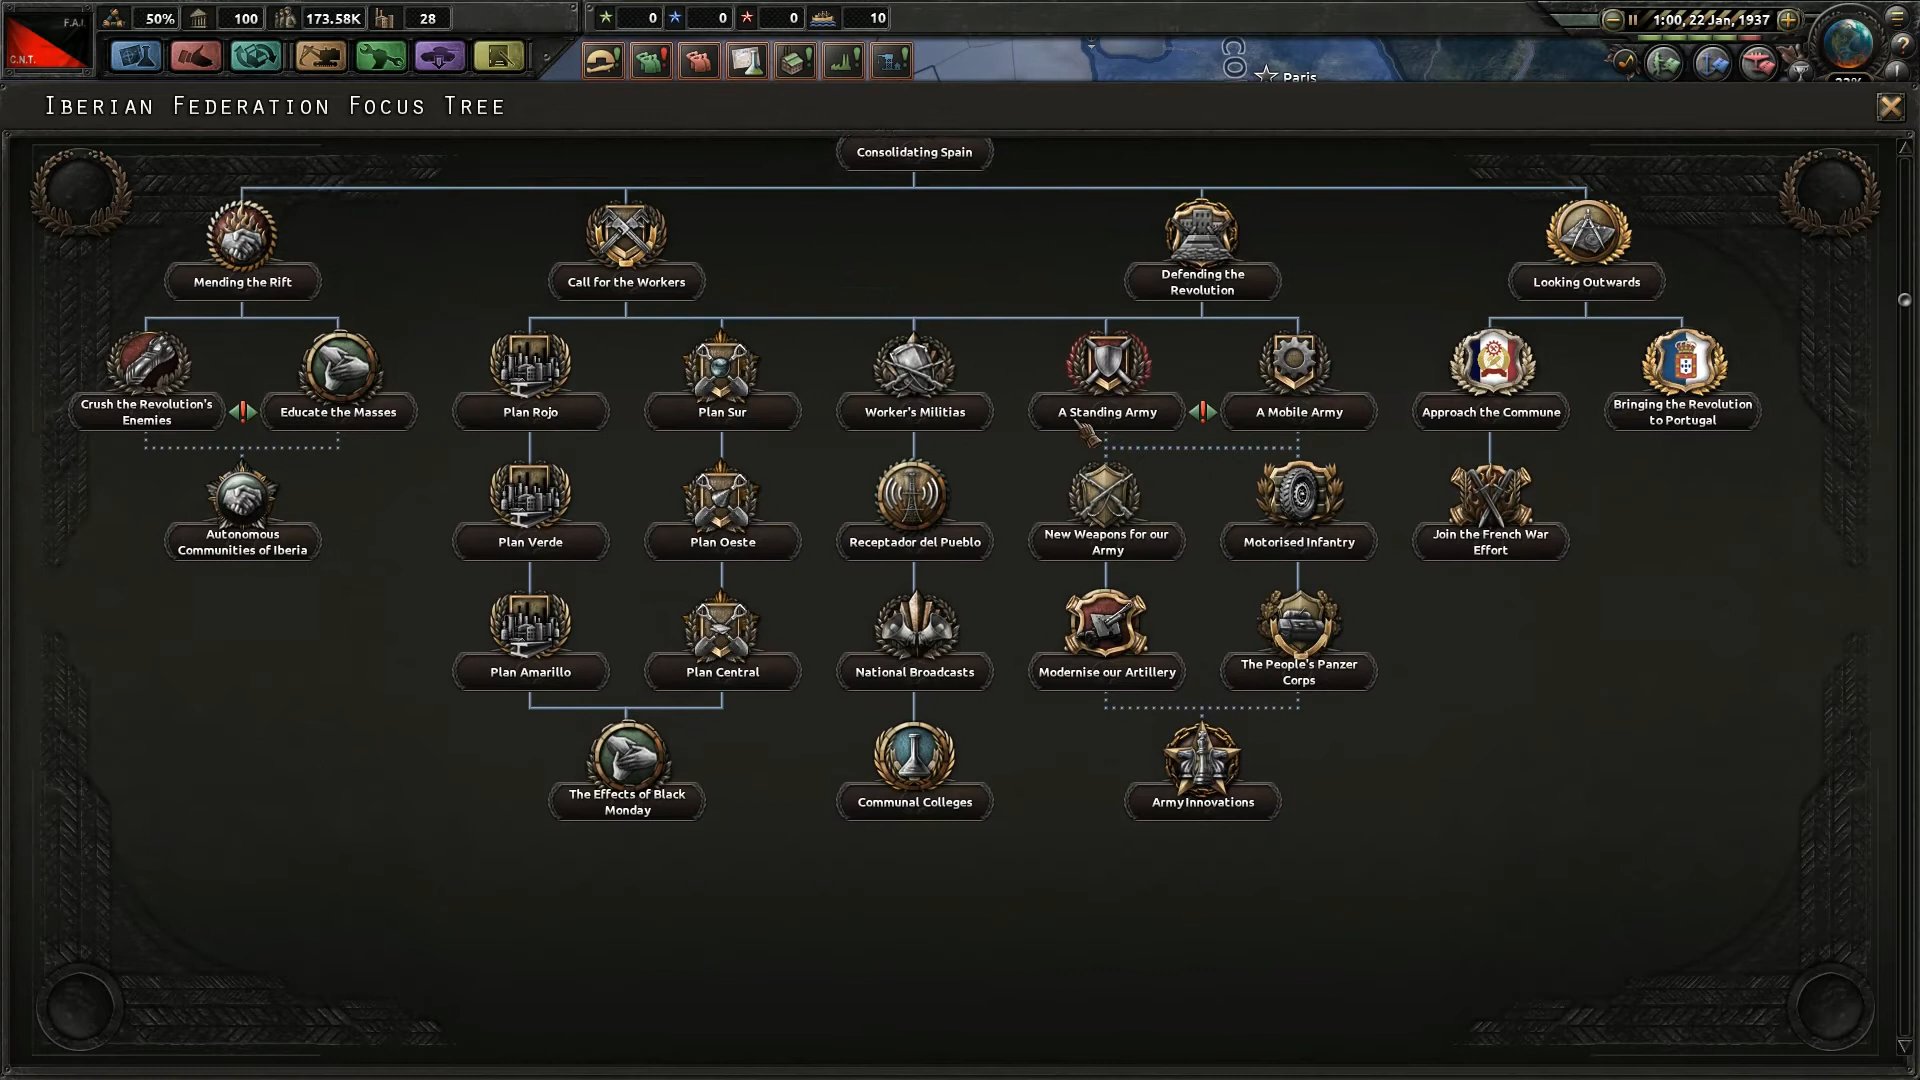 F.A.I.
C.N.T.
50%
100
173.58K
28
0
0
0
10
1:00, 22 Jan, 1937
Paris
Iberian Federation Focus Tree
Consolidating Spain
Mending the Rift
Call for the Workers
Defending the
Revolution
Looking Outwards
Crush the Revolution's
Enemies
Educate the Masses
Plan Rojo
Plan Sur
Worker's Militias
A Standing Army
A Mobile Army
Approach the Commune
Bringing the Revolution
to Portugal
Autonomous
Communities of Iberia
Plan Verde
Plan Oeste
Receptador del Pueblo
New Weapons for our
Army
Motorised Infantry
Join the French War
Effort
Plan Amarillo
Plan Central
National Broadcasts
Modernise our Artillery
The People's Panzer
Corps
The Effects of Black
Monday
Communal Colleges
Army Innovations